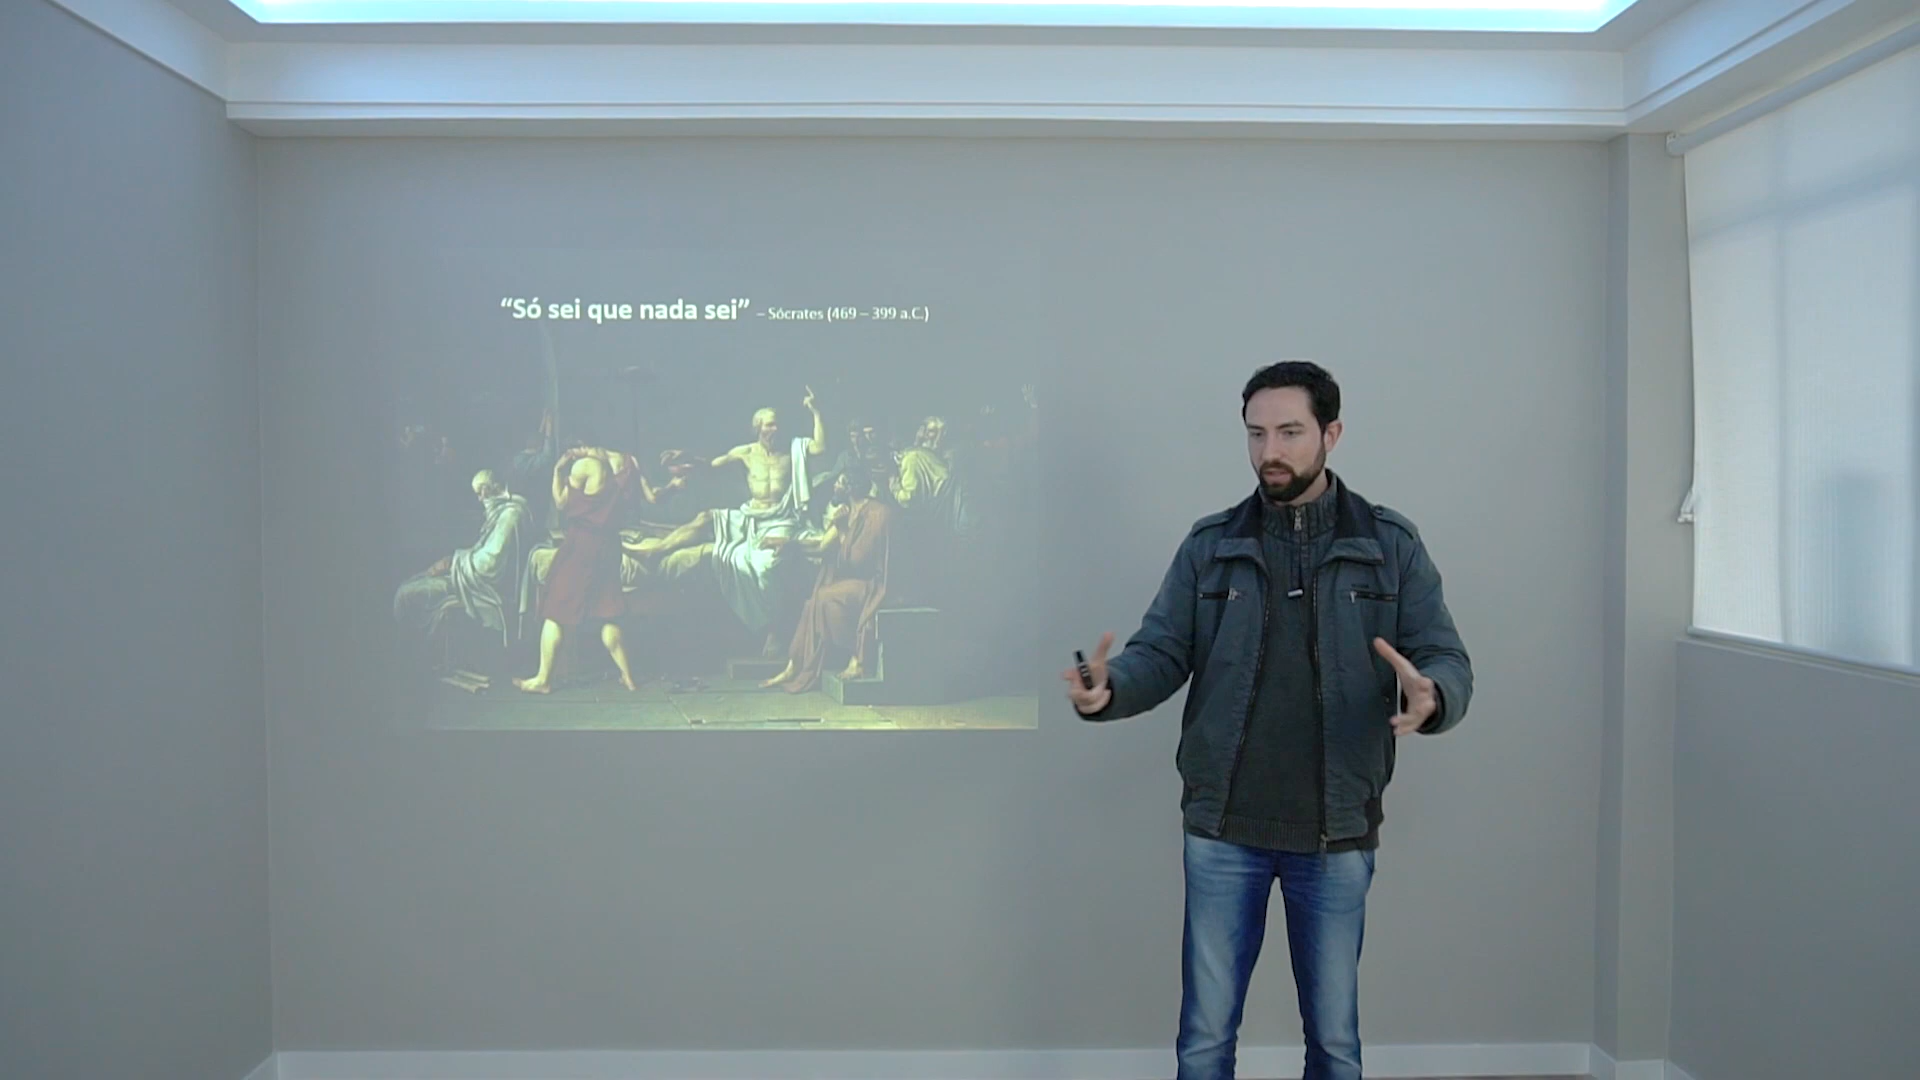 “Só sei que nada sei” – Sócrates (469 – 399 a.C.)